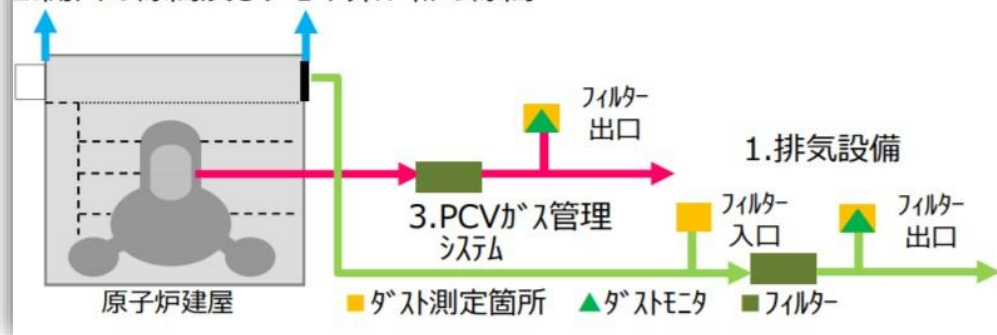 フィルター
出口
1.排気設備
3.PCVガス管理
システム
フィルター
入口
フィルター
出口
原子炉建屋
ダスト測定箇所
ダストモニタ
フィルター